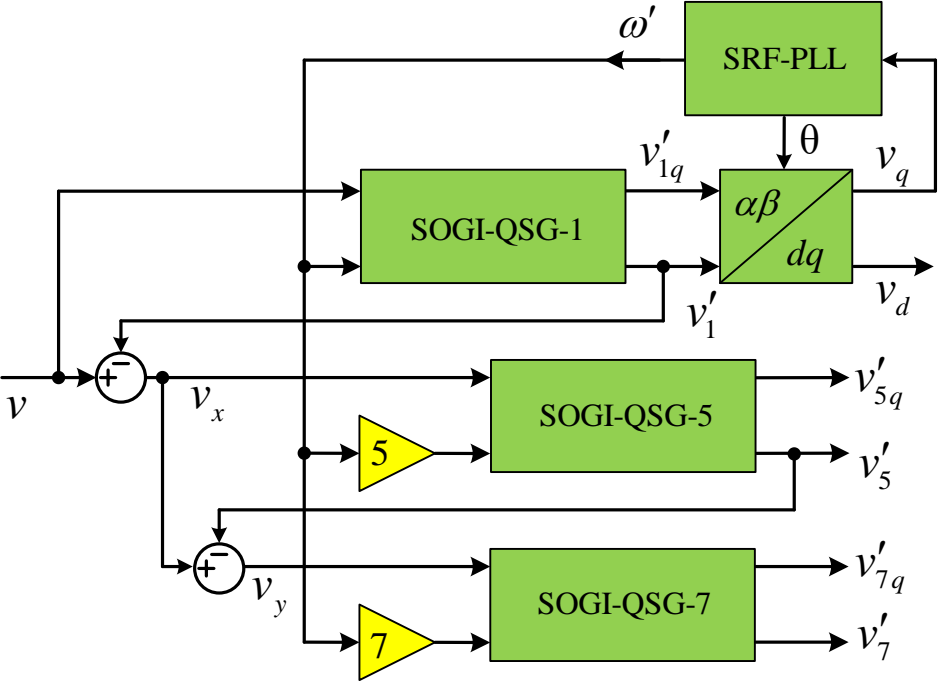 ω′
SRF-PLL
θ
v′1q
vq
SOGI-QSG-1
αβ
dq
v′1
vd
−
+
v
vx
SOGI-QSG-5
v′5q
5
v′5
−
+
vy
SOGI-QSG-7
v′7q
7
v′7